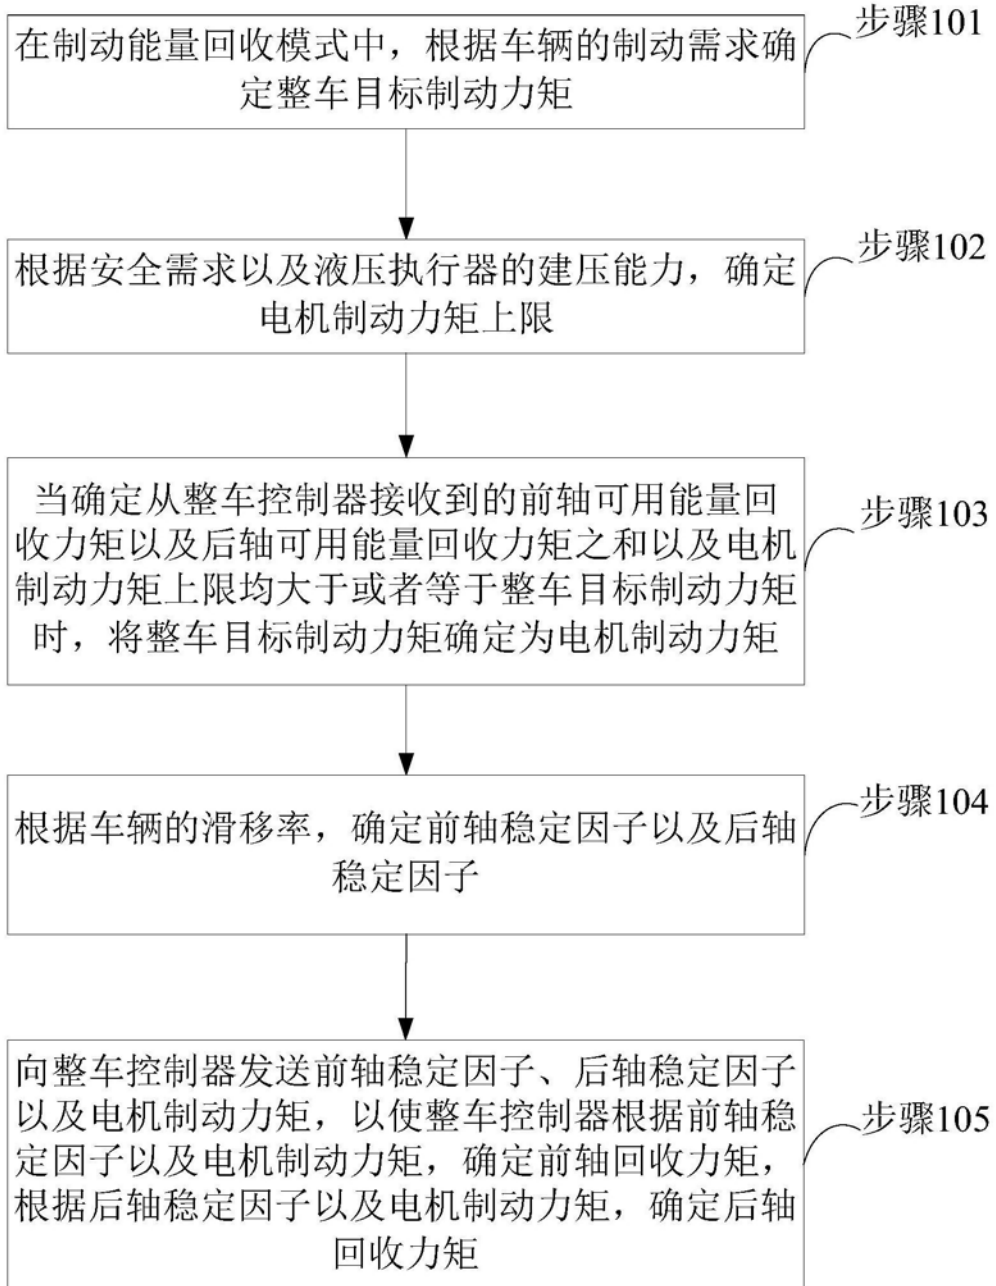 在制动能量回收模式中，根据车辆的制动需求确
定整车目标制动力矩
步骤101
根据安全需求以及液压执行器的建压能力，确定
电机制动力矩上限
步骤102
当确定从整车控制器接收到的前轴可用能量回
收力矩以及后轴可用能量回收力矩之和以及电机
制动力矩上限均大于或者等于整车目标制动力矩
时，将整车目标制动力矩确定为电机制动力矩
步骤103
根据车辆的滑移率，确定前轴稳定因子以及后轴
稳定因子
步骤104
向整车控制器发送前轴稳定因子、后轴稳定因子
以及电机制动力矩，以使整车控制器根据前轴稳
定因子以及电机制动力矩，确定前轴回收力矩，
根据后轴稳定因子以及电机制动力矩，确定后轴
回收力矩
步骤105